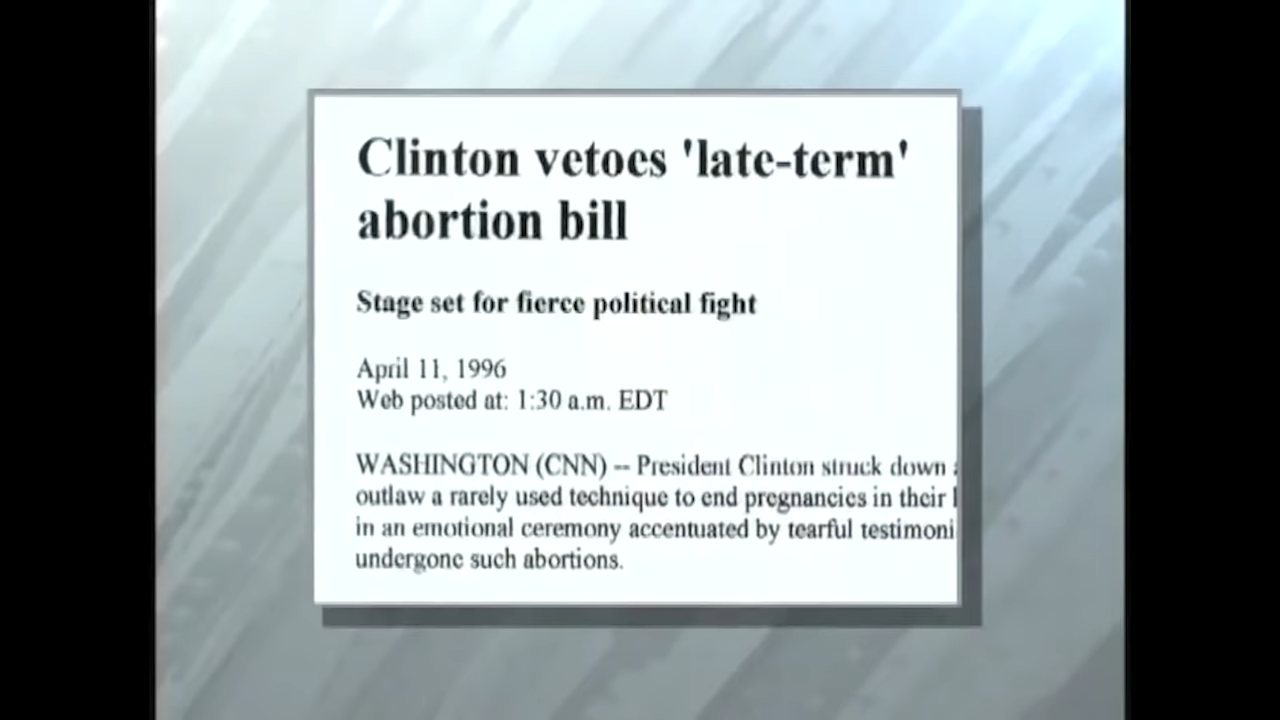 Clinton vetoes 'late-term'
abortion bill
Stage set for fierce political fight
April 11, 1996
Web posted at: 1:30 a.m. EDT
WASHINGTON (CNN) -- President Clinton struck down
outlaw a rarely used technique to end pregnancies in their
in an emotional ceremony accentuated by tearful testimoni
undergone such abortions.